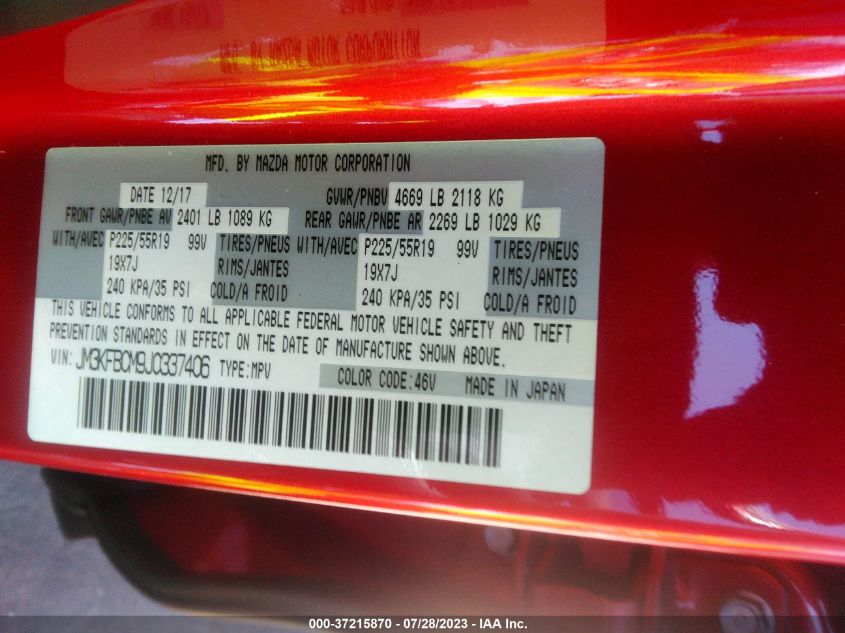 MFD. BY MAZDA MOTOR CORPORATION
MFD. BY MAZDA MOTOR CORPORATION
DATE 12/17 GVWR/PNBV 4669 LB 2118 KG
FRONT GAWR/PNBE AV 2401 LB 1089 KG REAR GAWR/PNBE AR 2269 LB 1029 KG
WITH/AVEC P225/55R19 99V TIRES/PNEUS WITH/AVEC P225/55R19 99V TIRES/PNEUS
19X7J RIMS/JANTES 19X7J RIMS/JANTES
240 KPA/35 PSI COLD/A FROID 240 KPA/35 PSI COLD/A FROID
THIS VEHICLE CONFORMS TO ALL APPLICABLE FEDERAL MOTOR VEHICLE SAFETY AND THEFT
PREVENTION STANDARDS IN EFFECT ON THE DATE OF MANUFACTURE SHOWN ABOVE.
VIN: JM3KFBCM9J0337406 TYPE:MPV COLOR CODE:46V MADE IN JAPAN
000-37215870 - 07/28/2023 - IAA Inc.